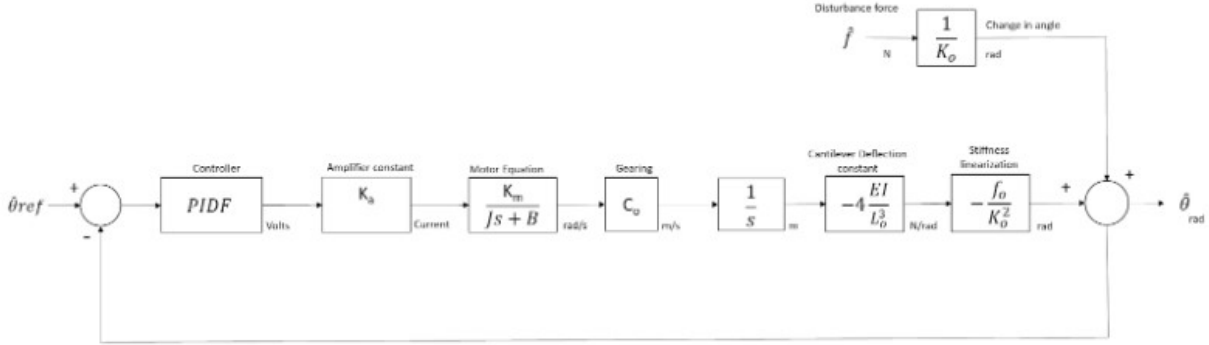 Disturbance force
f̂
N
1
K_o
Change in angle
rad
Controller
Amplifier constant
Motor Equation
Gearing
Cantilever Deflection
constant
Stiffness
linearization
θ̂ref
+
−
PIDF
Volts
K_a
Current
K_m
Js + B
rad/s
C_o
m/s
1
s
m
−4 EI
L_o^3
N/rad
− f_o
K_o^2
rad
+
+
θ̂
rad